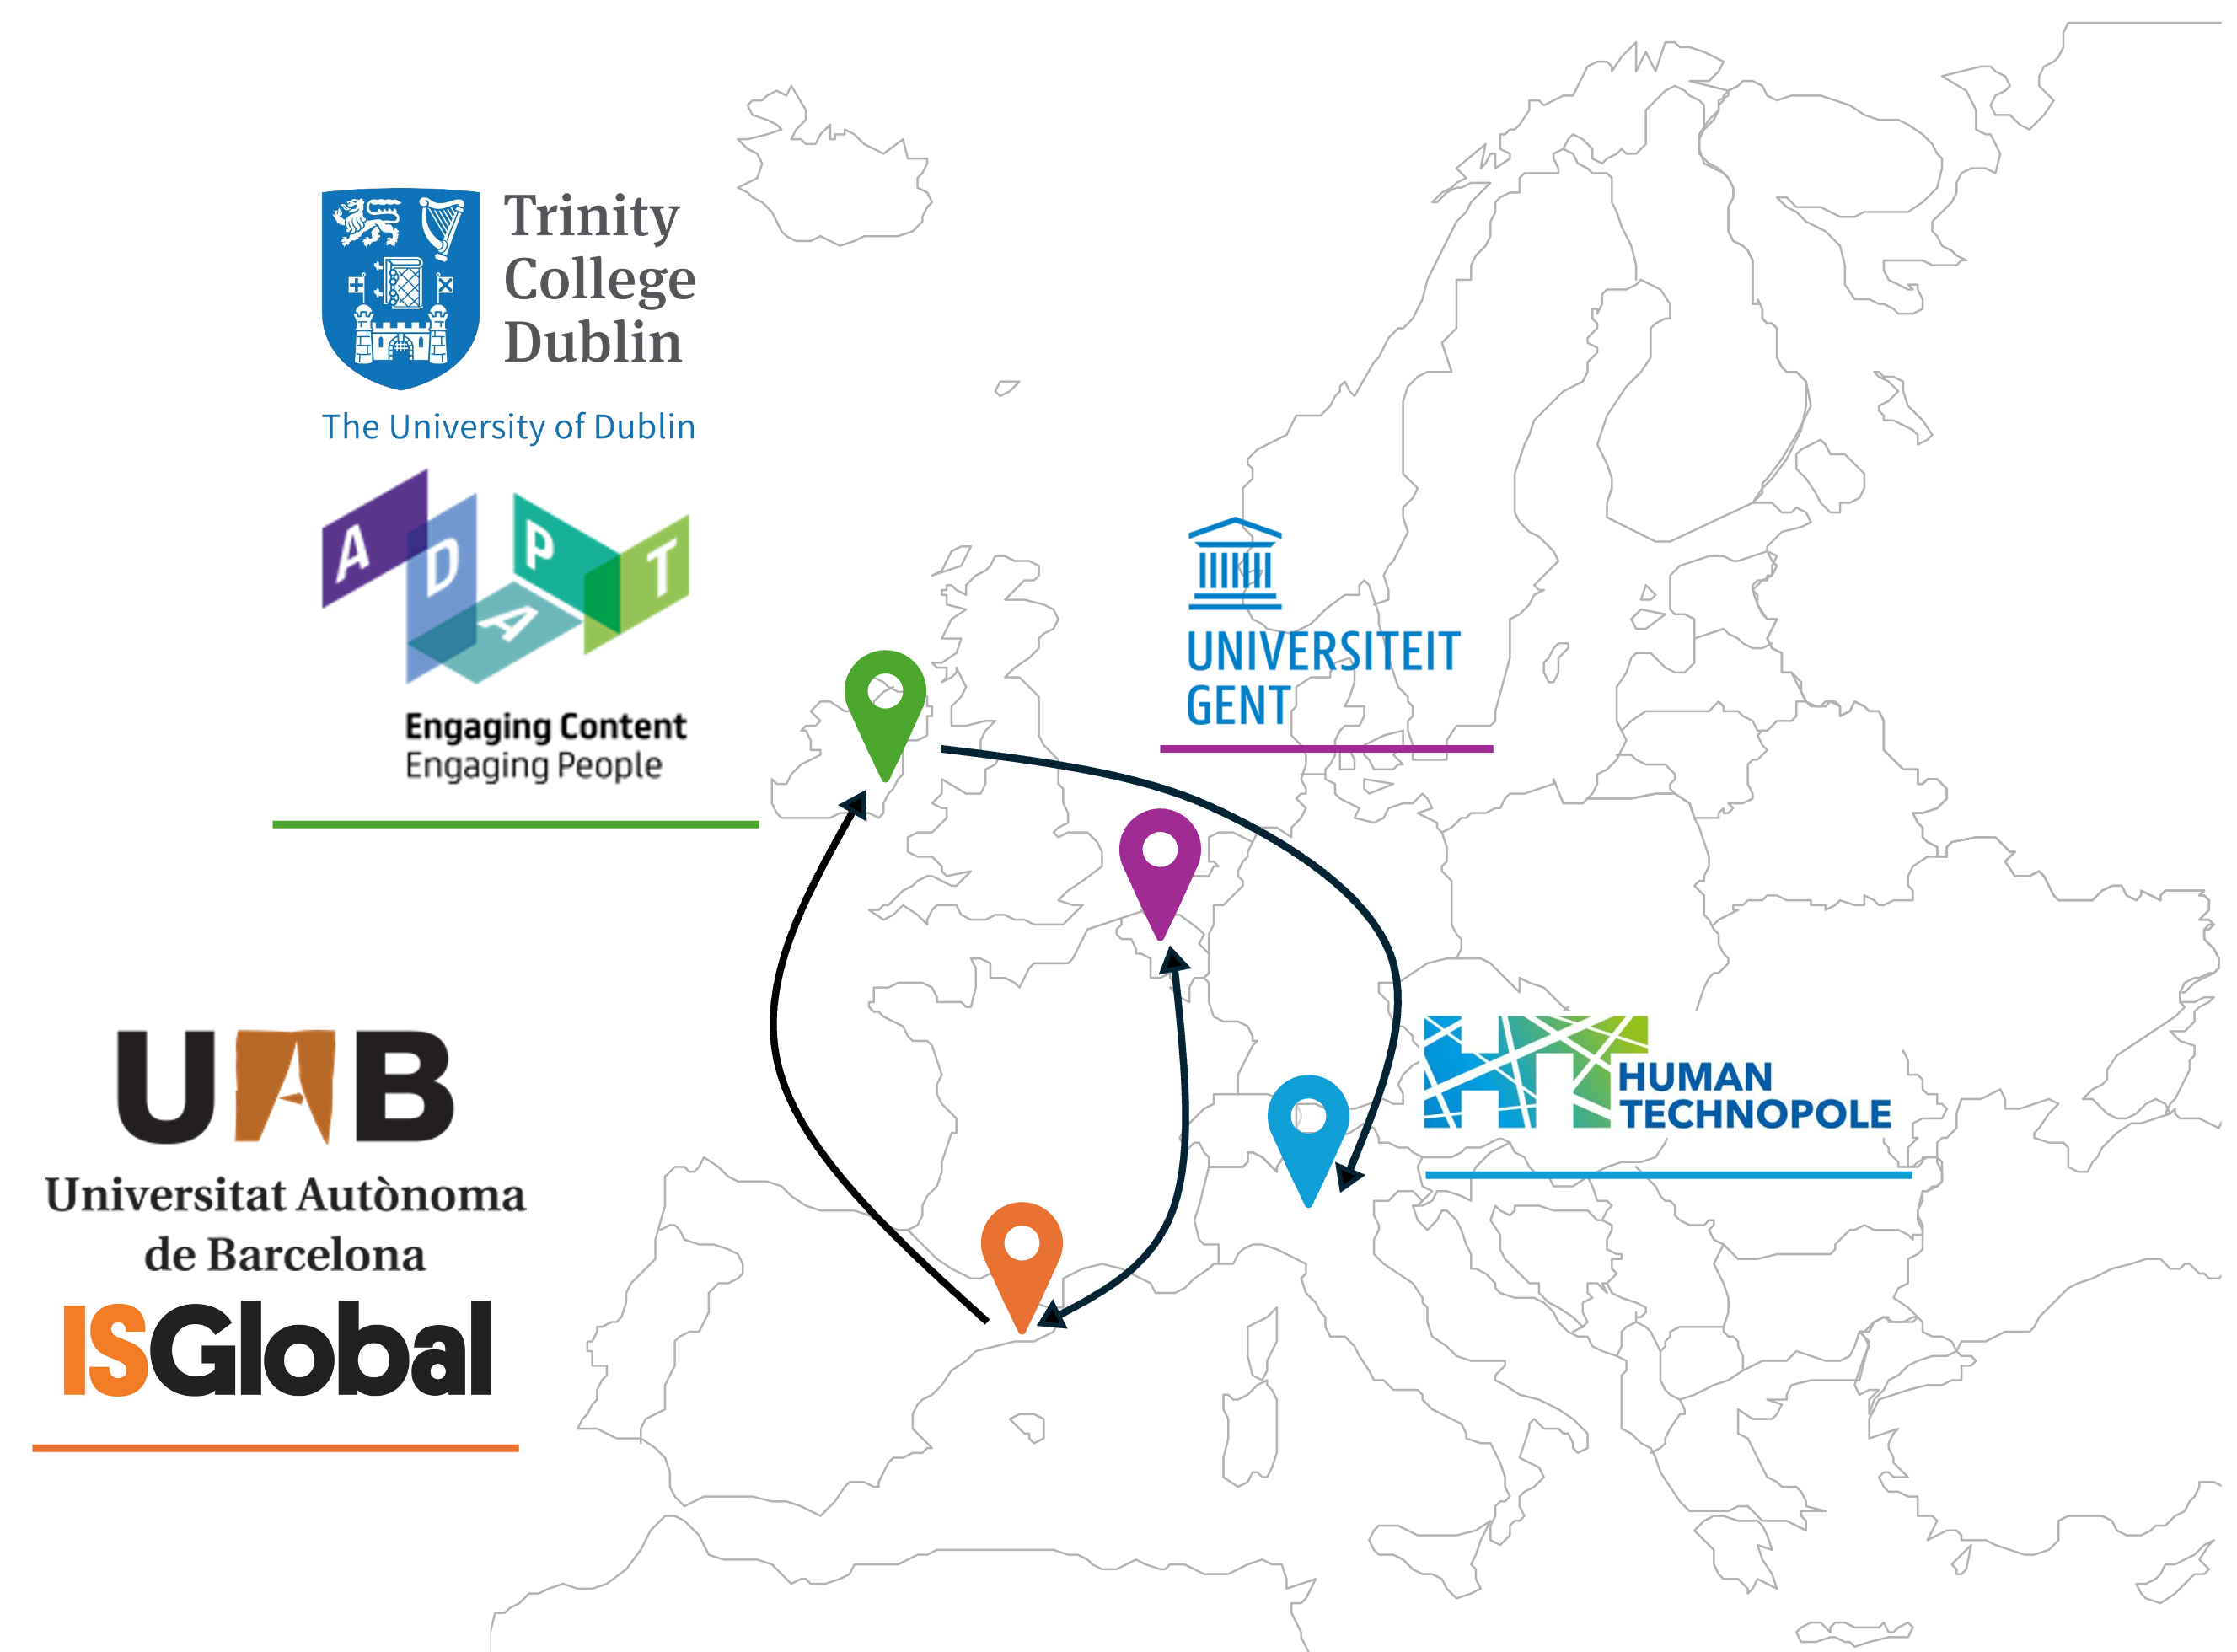 Trinity
College
Dublin
The University of Dublin
ADAPT
Engaging Content
Engaging People
UNIVERSITEIT
GENT
HT HUMAN
TECHNOPOLE
UAB
Universitat Autònoma
de Barcelona
ISGlobal